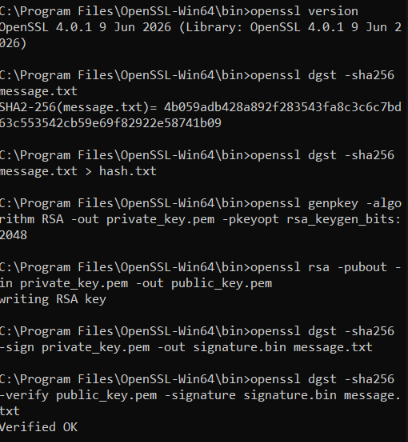 C:\Program Files\OpenSSL-Win64\bin>openssl version
OpenSSL 4.0.1 9 Jun 2026 (Library: OpenSSL 4.0.1 9 Jun 2
026)
C:\Program Files\OpenSSL-Win64\bin>openssl dgst -sha256
message.txt
SHA2-256(message.txt)= 4b059adb428a892f283543fa8c3c6c7bd
63c553542cb59e69f82922e58741b09
C:\Program Files\OpenSSL-Win64\bin>openssl dgst -sha256
message.txt > hash.txt
C:\Program Files\OpenSSL-Win64\bin>openssl genpkey -algo
rithm RSA -out private_key.pem -pkeyopt rsa_keygen_bits:
2048
C:\Program Files\OpenSSL-Win64\bin>openssl rsa -pubout -
in private_key.pem -out public_key.pem
writing RSA key
C:\Program Files\OpenSSL-Win64\bin>openssl dgst -sha256
-sign private_key.pem -out signature.bin message.txt
C:\Program Files\OpenSSL-Win64\bin>openssl dgst -sha256
-verify public_key.pem -signature signature.bin message.
txt
Verified OK